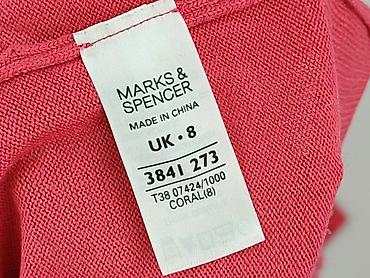 MARKS &
SPENCER
MADE IN CHINA
UK • 8
3841 273
T38 07424/1000
CORAL(8)